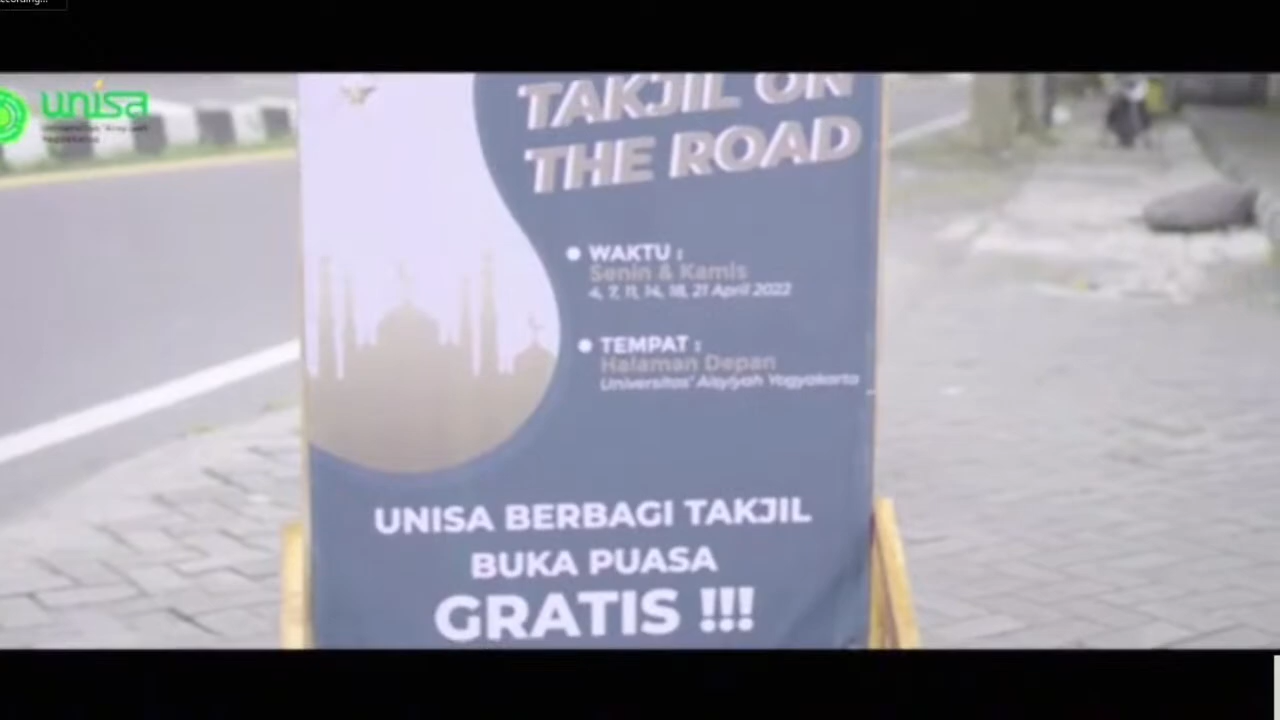 unisa
TAKJIL ON
THE ROAD
WAKTU :
Senin & Kamis
4, 7, 11, 14, 18, 21 April 2022
TEMPAT :
Halaman Depan
Universitas' Aisyiyah Yogyakarta
UNISA BERBAGI TAKJIL
BUKA PUASA
GRATIS !!!